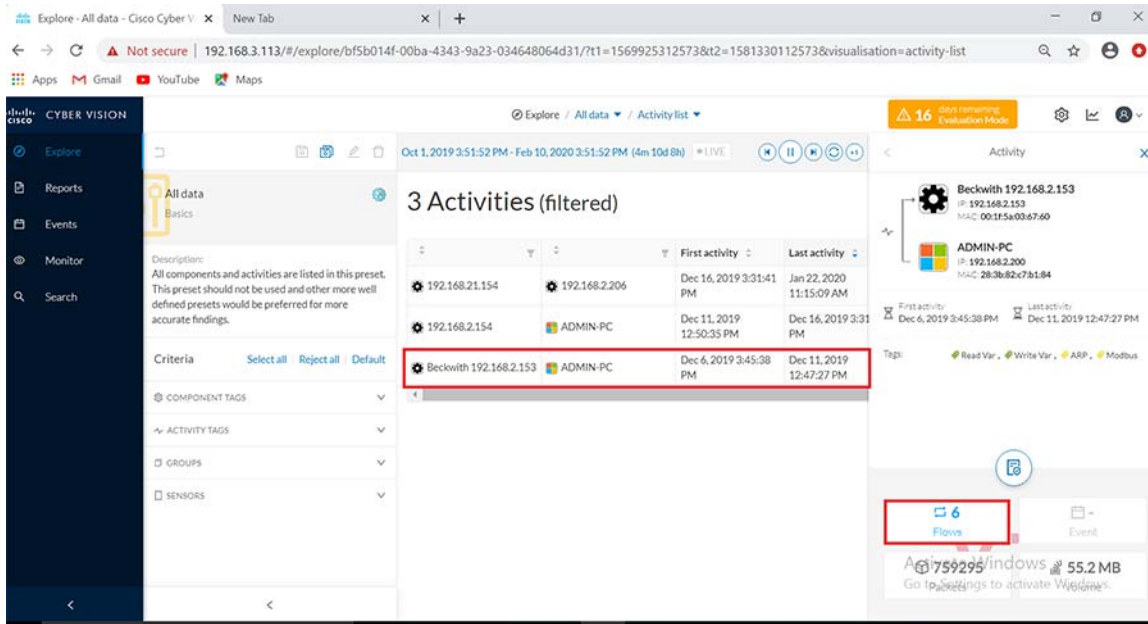 Explore - All data - Cisco Cyber V
New Tab
Not secure | 192.168.3.113/#/explore/bf5b014f-00ba-4343-9a23-034648064d31/?t1=1569925312573&t2=1581330112573&visualisation=activity-list
Apps Gmail YouTube Maps
CISCO CYBER VISION
Explore / All data / Activity list
16 days remaining Evaluation Mode
Explore
Reports
Events
Monitor
Search
All data
Basics
Description:
All components and activities are listed in this preset.
This preset should not be used and other more well
defined presets would be preferred for more
accurate findings.
Criteria Select all Reject all Default
COMPONENT TAGS
ACTIVITY TAGS
GROUPS
SENSORS
Oct 1, 2019 3:51:52 PM - Feb 10, 2020 3:51:52 PM (4m 10d 8h) LIVE
3 Activities (filtered)
First activity Last activity
192.168.21.154 192.168.2.206 Dec 16, 2019 3:31:41 PM Jan 22, 2020 11:15:09 AM
192.168.2.154 ADMIN-PC Dec 11, 2019 12:50:35 PM Dec 16, 2019 3:31 PM
Beckwith 192.168.2.153 ADMIN-PC Dec 6, 2019 3:45:38 PM Dec 11, 2019 12:47:27 PM
Activity
Beckwith 192.168.2.153
IP: 192.168.2.153
MAC: 00:1f:5a:03:67:60
ADMIN-PC
IP: 192.168.2.200
MAC: 28:3b:82:c7:b1:84
First activity
Dec 6, 2019 3:45:38 PM
Last activity
Dec 11, 2019 12:47:27 PM
Tags: Read Var, Write Var, ARP, Modbus
6
Flows
-
Event
759295
Packets
55.2 MB
Volume
Activate Windows
Go to Settings to activate Windows.